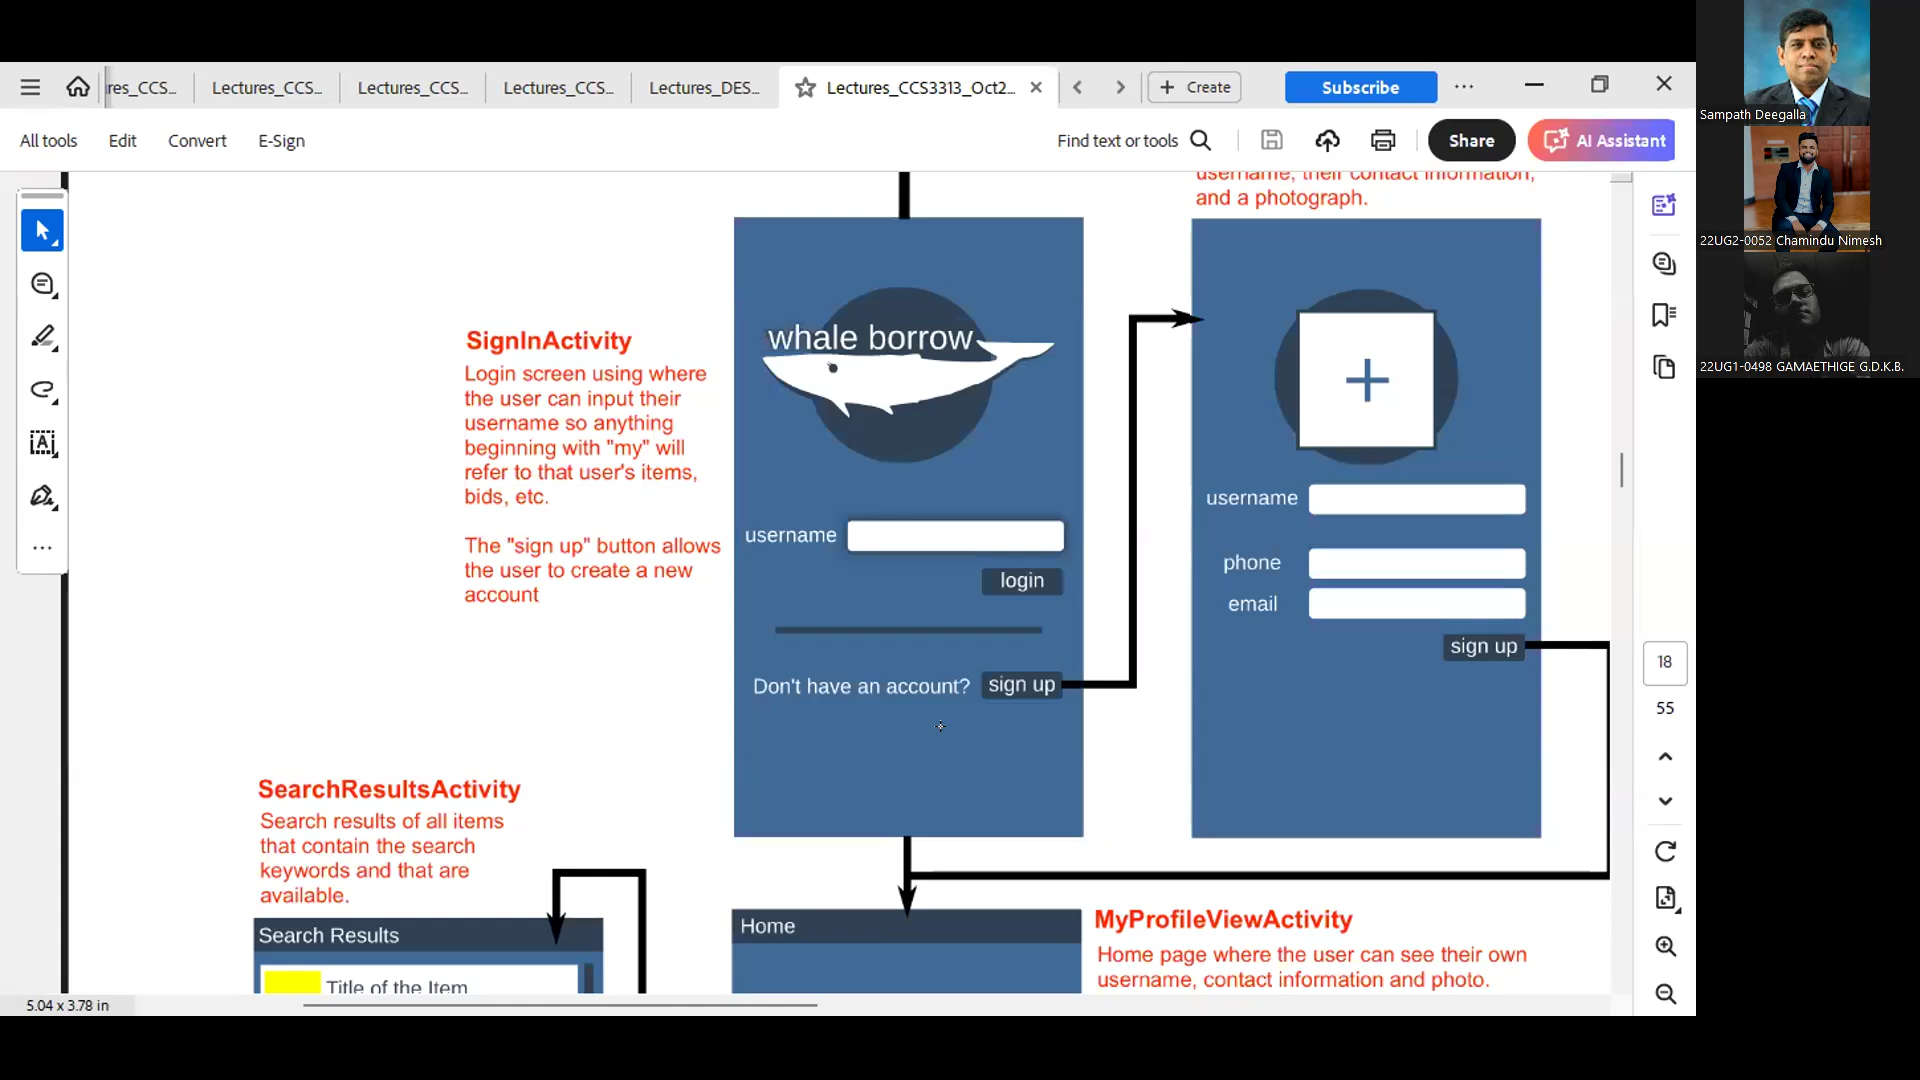 res_CCS...
Lectures_CCS...
Lectures_CCS...
Lectures_CCS...
Lectures_DES...
Lectures_CCS3313_Oct2...
Create
Subscribe
All tools
Edit
Convert
E-Sign
Find text or tools
Share
AI Assistant
username, their contact information,
and a photograph.
SignInActivity
Login screen using where
the user can input their
username so anything
beginning with "my" will
refer to that user's items,
bids, etc.
The "sign up" button allows
the user to create a new
account
whale borrow
username
login
Don't have an account?
sign up
username
phone
email
sign up
SearchResultsActivity
Search results of all items
that contain the search
keywords and that are
available.
Search Results
Title of the Item
Home
MyProfileViewActivity
Home page where the user can see their own
username, contact information and photo.
18
55
5.04 x 3.78 in
Sampath Deegalla
22UG2-0052 Chamindu Nimesh
22UG1-0498 GAMAETHIGE G.D.K.B.